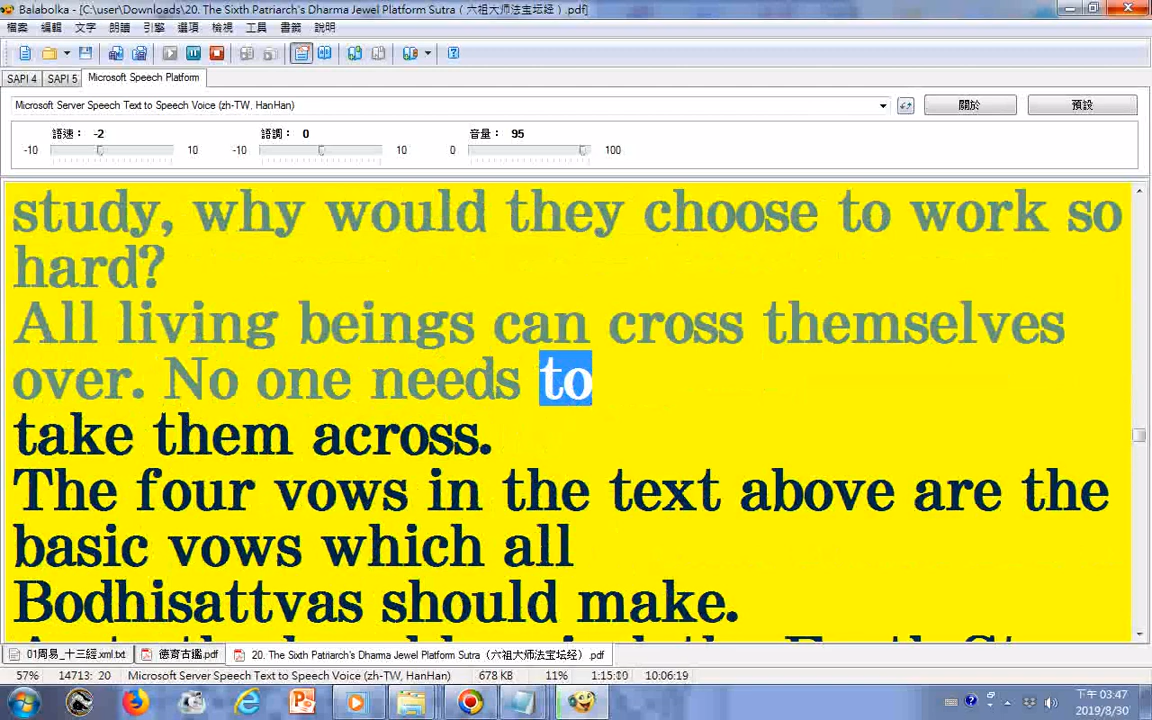 Balabolka - [C:\user\Downloads\20. The Sixth Patriarch's Dharma Jewel Platform Sutra（六祖大师法宝坛经）.pdf]
檔案 編輯 文字 朗讀 引擎 選項 檢視 工具 書籤 說明
SAPI 4 SAPI 5 Microsoft Speech Platform
Microsoft Server Speech Text to Speech Voice (zh-TW, HanHan) 關於 預設
語速： -2 語調： 0 音量： 95
-10 10 -10 10 0 100
study, why would they choose to work so
hard?
All living beings can cross themselves
over. No one needs to
take them across.
The four vows in the text above are the
basic vows which all
Bodhisattvas should make.
01周易_十三經.xml.txt 德育古鑑.pdf 20. The Sixth Patriarch's Dharma Jewel Platform Sutra（六祖大师法宝坛经）.pdf
57% 14713: 20 Microsoft Server Speech Text to Speech Voice (zh-TW, HanHan) 678 KB 11% 1:15:00 10:06:19
下午 03:47
2019/8/30